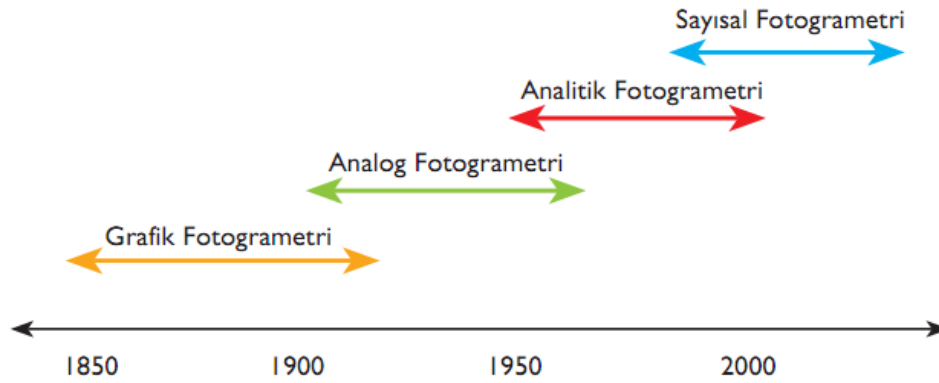 Sayısal Fotogrametri
Analitik Fotogrametri
Analog Fotogrametri
Grafik Fotogrametri
1850 1900 1950 2000